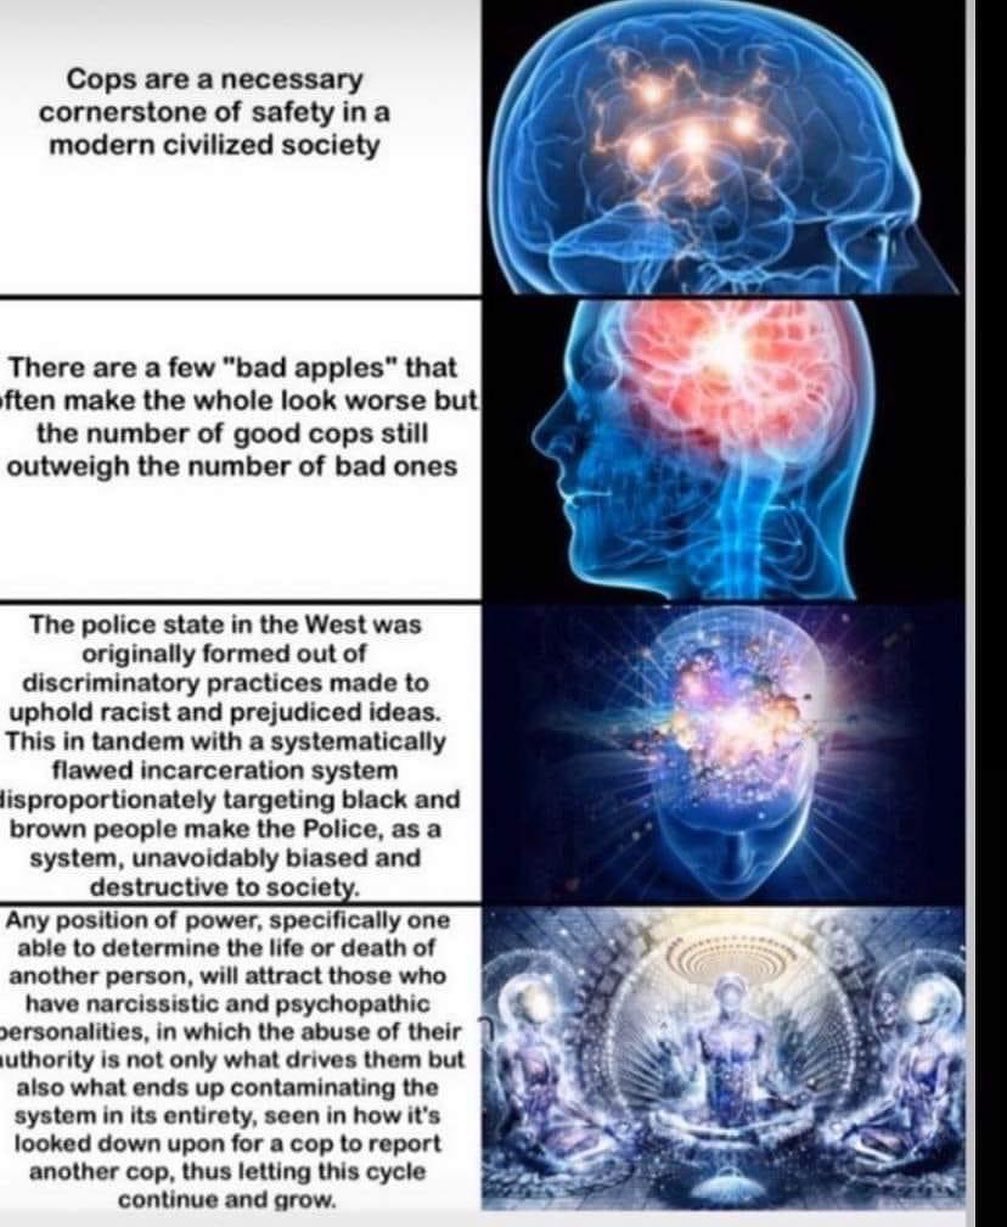 Cops are a necessary
cornerstone of safety in a
modern civilized society
There are a few "bad apples" that
often make the whole look worse but
the number of good cops still
outweigh the number of bad ones
The police state in the West was
originally formed out of
discriminatory practices made to
uphold racist and prejudiced ideas.
This in tandem with a systematically
flawed incarceration system
disproportionately targeting black and
brown people make the Police, as a
system, unavoidably biased and
destructive to society.
Any position of power, specifically one
able to determine the life or death of
another person, will attract those who
have narcissistic and psychopathic
personalities, in which the abuse of their
authority is not only what drives them but
also what ends up contaminating the
system in its entirety, seen in how it's
looked down upon for a cop to report
another cop, thus letting this cycle
continue and grow.